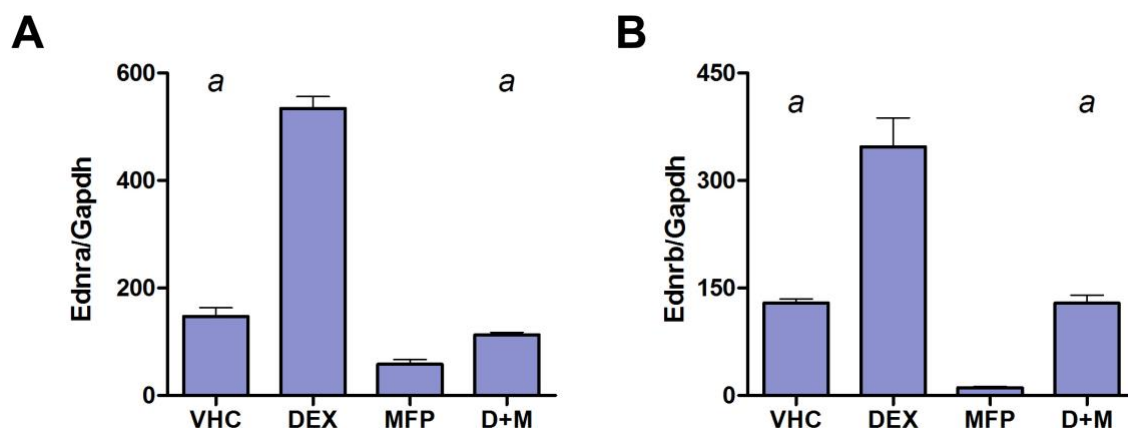 A
Ednra/Gapdh
600
400
200
0
a
a
VHC DEX MFP D+M
B
Ednrb/Gapdh
450
300
150
0
a
a
VHC DEX MFP D+M